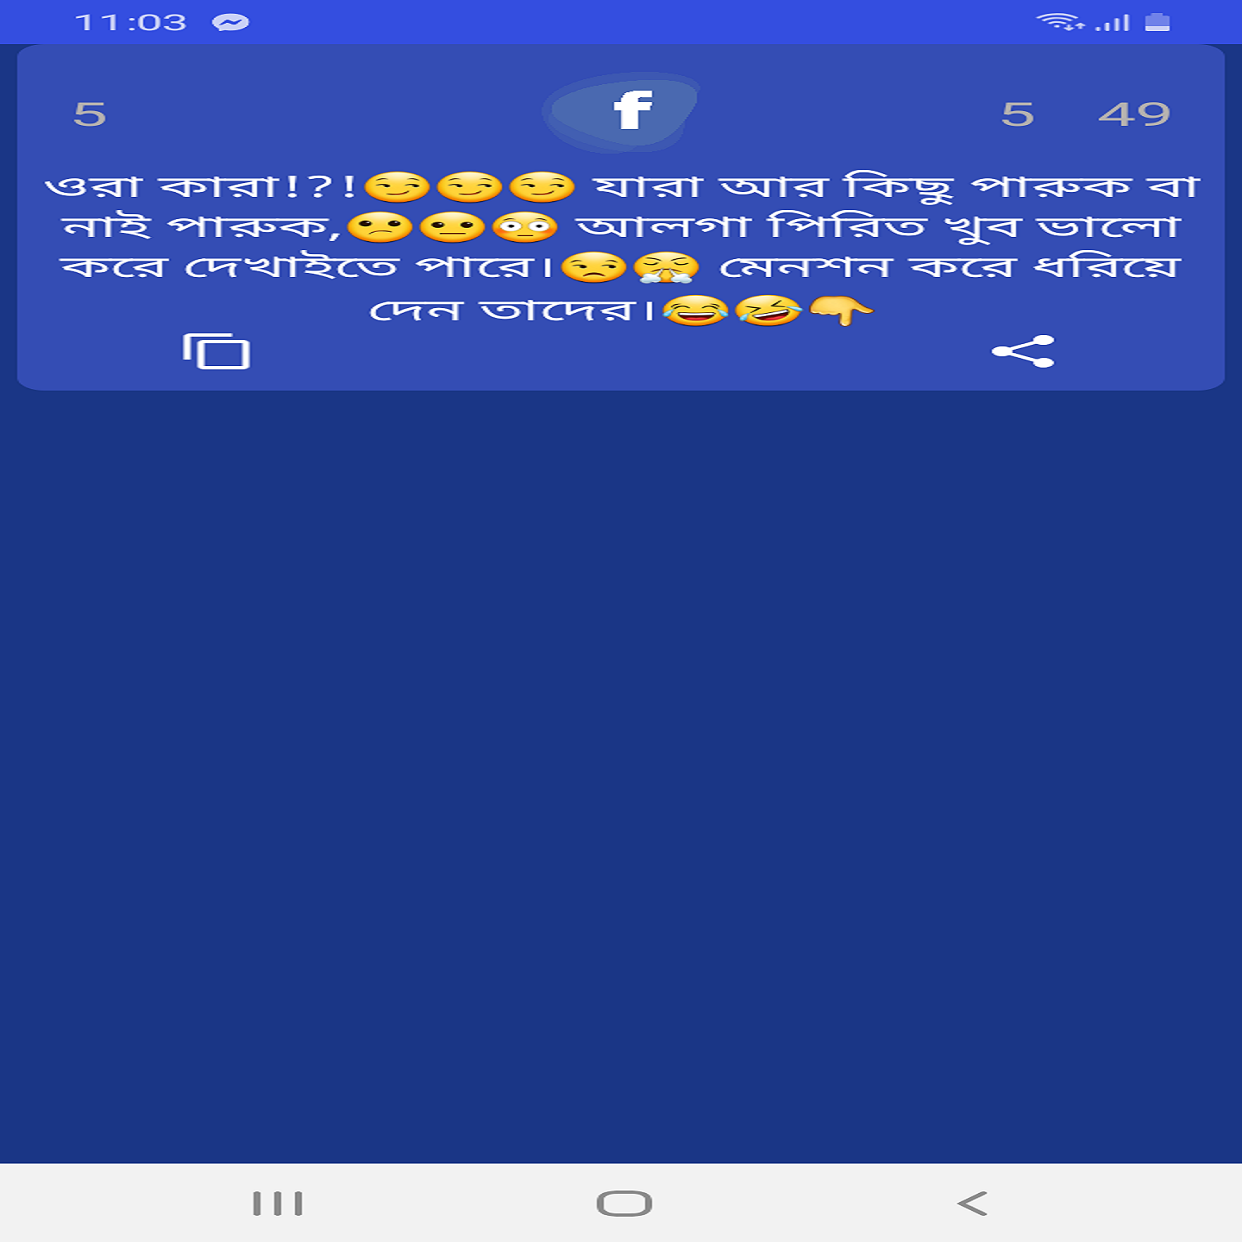 11:03
5 f 5 49
ওরা কারা!?!😏😏😏 যারা আর কিছু পারুক বা
নাই পারুক,🙁😐😳 আলগা পিরিত খুব ভালো
করে দেখাইতে পারে।😒😤 মেনশন করে ধরিয়ে
দেন তাদের।😂🤣👇